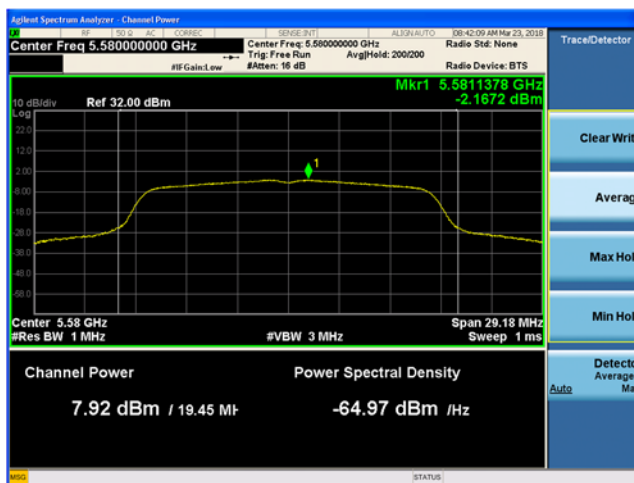 Agilent Spectrum Analyzer - Channel Power
RF 50 Ω AC CORREC SENSE:INT ALIGN AUTO 08:42:09 AM Mar 23, 2018
Center Freq 5.580000000 GHz Center Freq: 5.580000000 GHz Radio Std: None Trace/Detector
Trig: Free Run Avg|Hold: 200/200
#IFGain:Low #Atten: 16 dB Radio Device: BTS
Mkr1 5.5811378 GHz
10 dB/div Ref 32.00 dBm -2.1672 dBm
Log
22.0
12.0
2.00
-8.00
-18.0
-28.0
-38.0
-48.0
-58.0
1
Clear Writ
Averag
Max Hol
Min Hol
Center 5.58 GHz Span 29.18 MHz
#Res BW 1 MHz #VBW 3 MHz Sweep 1 ms
Channel Power Power Spectral Density
7.92 dBm / 19.45 MH -64.97 dBm /Hz
Detecto
Average
Auto Ma
MSG STATUS